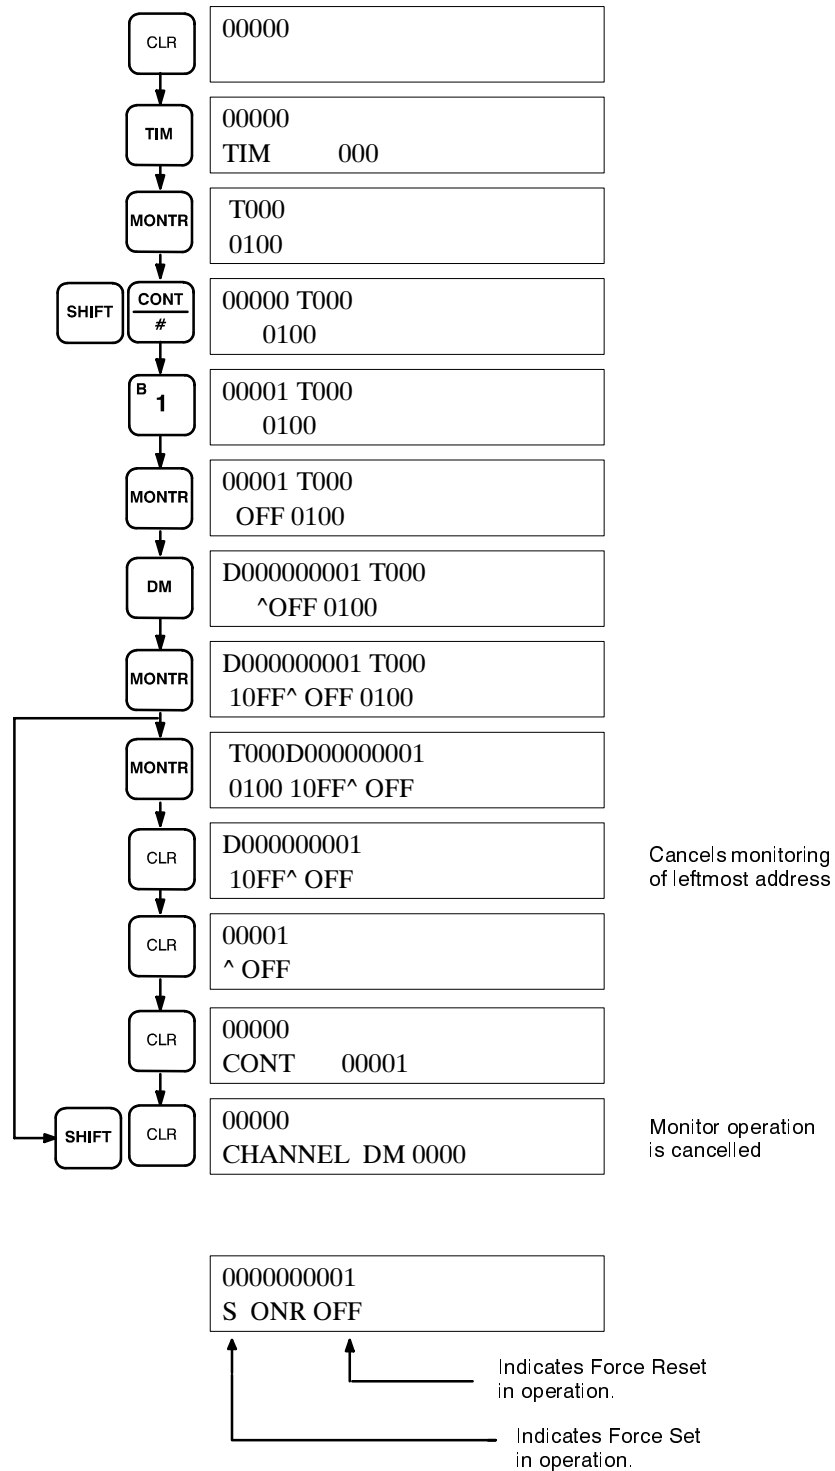 CLR
00000
TIM
00000
TIM 000
MONTR
T000
0100
SHIFT
CONT
#
00000 T000
0100
B
1
00001 T000
0100
MONTR
00001 T000
OFF 0100
DM
D000000001 T000
^OFF 0100
MONTR
D000000001 T000
10FF^ OFF 0100
MONTR
T000D000000001
0100 10FF^ OFF
CLR
D000000001
10FF^ OFF
Cancels monitoring
of leftmost address
CLR
00001
^ OFF
CLR
00000
CONT 00001
SHIFT
CLR
00000
CHANNEL DM 0000
Monitor operation
is cancelled
0000000001
S ONR OFF
Indicates Force Reset
in operation.
Indicates Force Set
in operation.